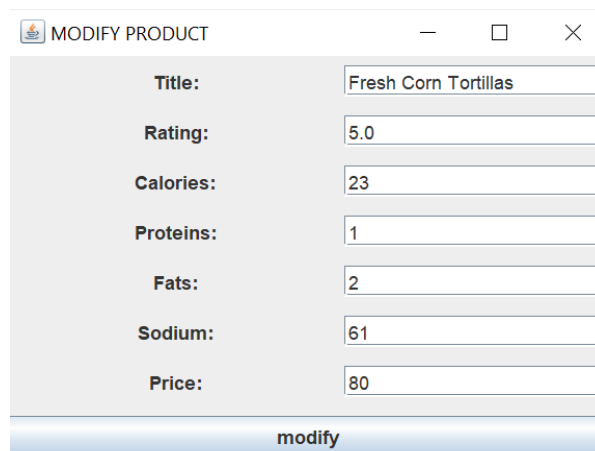 MODIFY PRODUCT
Title: Fresh Corn Tortillas
Rating: 5.0
Calories: 23
Proteins: 1
Fats: 2
Sodium: 61
Price: 80
modify